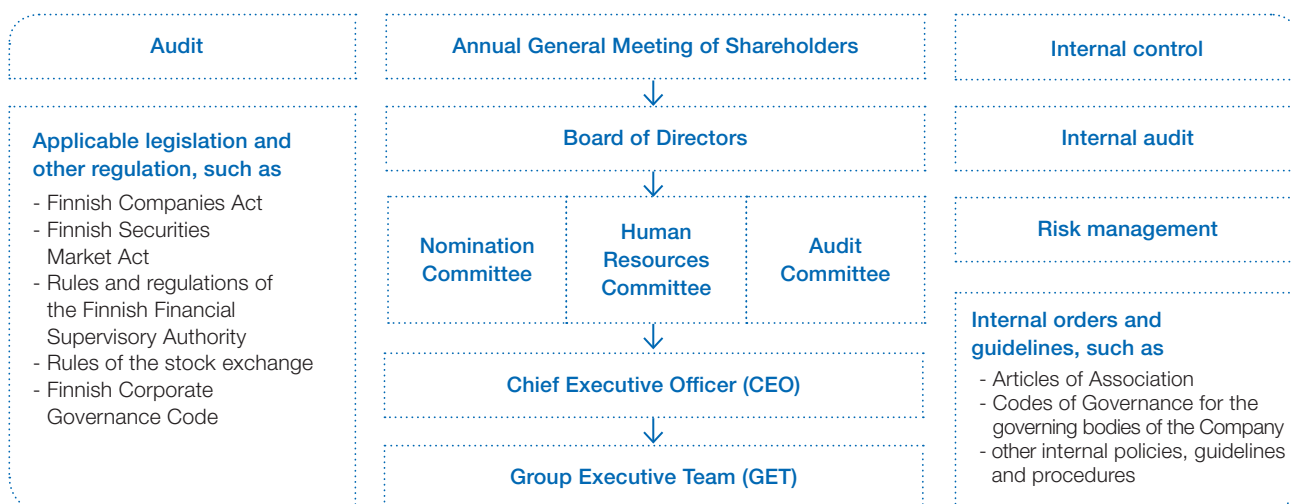 Audit
Applicable legislation and
other regulation, such as
- Finnish Companies Act
- Finnish Securities
Market Act
- Rules and regulations of
the Finnish Financial
Supervisory Authority
- Rules of the stock exchange
- Finnish Corporate
Governance Code
Annual General Meeting of Shareholders
Board of Directors
Nomination
Committee
Human
Resources
Committee
Audit
Committee
Chief Executive Officer (CEO)
Group Executive Team (GET)
Internal control
Internal audit
Risk management
Internal orders and
guidelines, such as
- Articles of Association
- Codes of Governance for the
governing bodies of the Company
- other internal policies, guidelines
and procedures